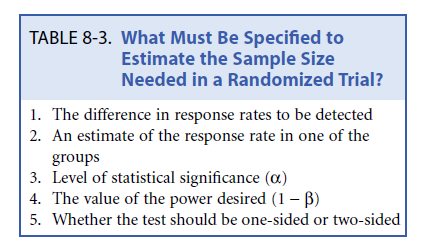 TABLE 8-3. What Must Be Specified to
Estimate the Sample Size
Needed in a Randomized Trial?
1. The difference in response rates to be detected
2. An estimate of the response rate in one of the
groups
3. Level of statistical significance (α)
4. The value of the power desired (1 − β)
5. Whether the test should be one-sided or two-sided